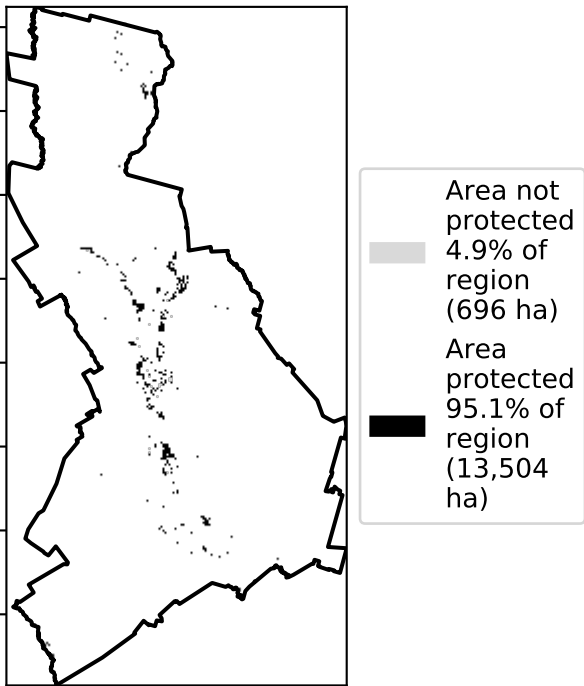 Area not
protected
4.9% of
region
(696 ha)
Area
protected
95.1% of
region
(13,504
ha)